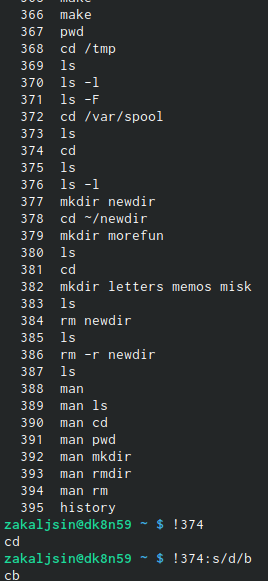 366 make
367 pwd
368 cd /tmp
369 ls
370 ls -l
371 ls -F
372 cd /var/spool
373 ls
374 cd
375 ls
376 ls -l
377 mkdir newdir
378 cd ~/newdir
379 mkdir morefun
380 ls
381 cd
382 mkdir letters memos misk
383 ls
384 rm newdir
385 ls
386 rm -r newdir
387 ls
388 man
389 man ls
390 man cd
391 man pwd
392 man mkdir
393 man rmdir
394 man rm
395 history
zakaljsin@dk8n59 ~ $ !374
cd
zakaljsin@dk8n59 ~ $ !374:s/d/b
cb